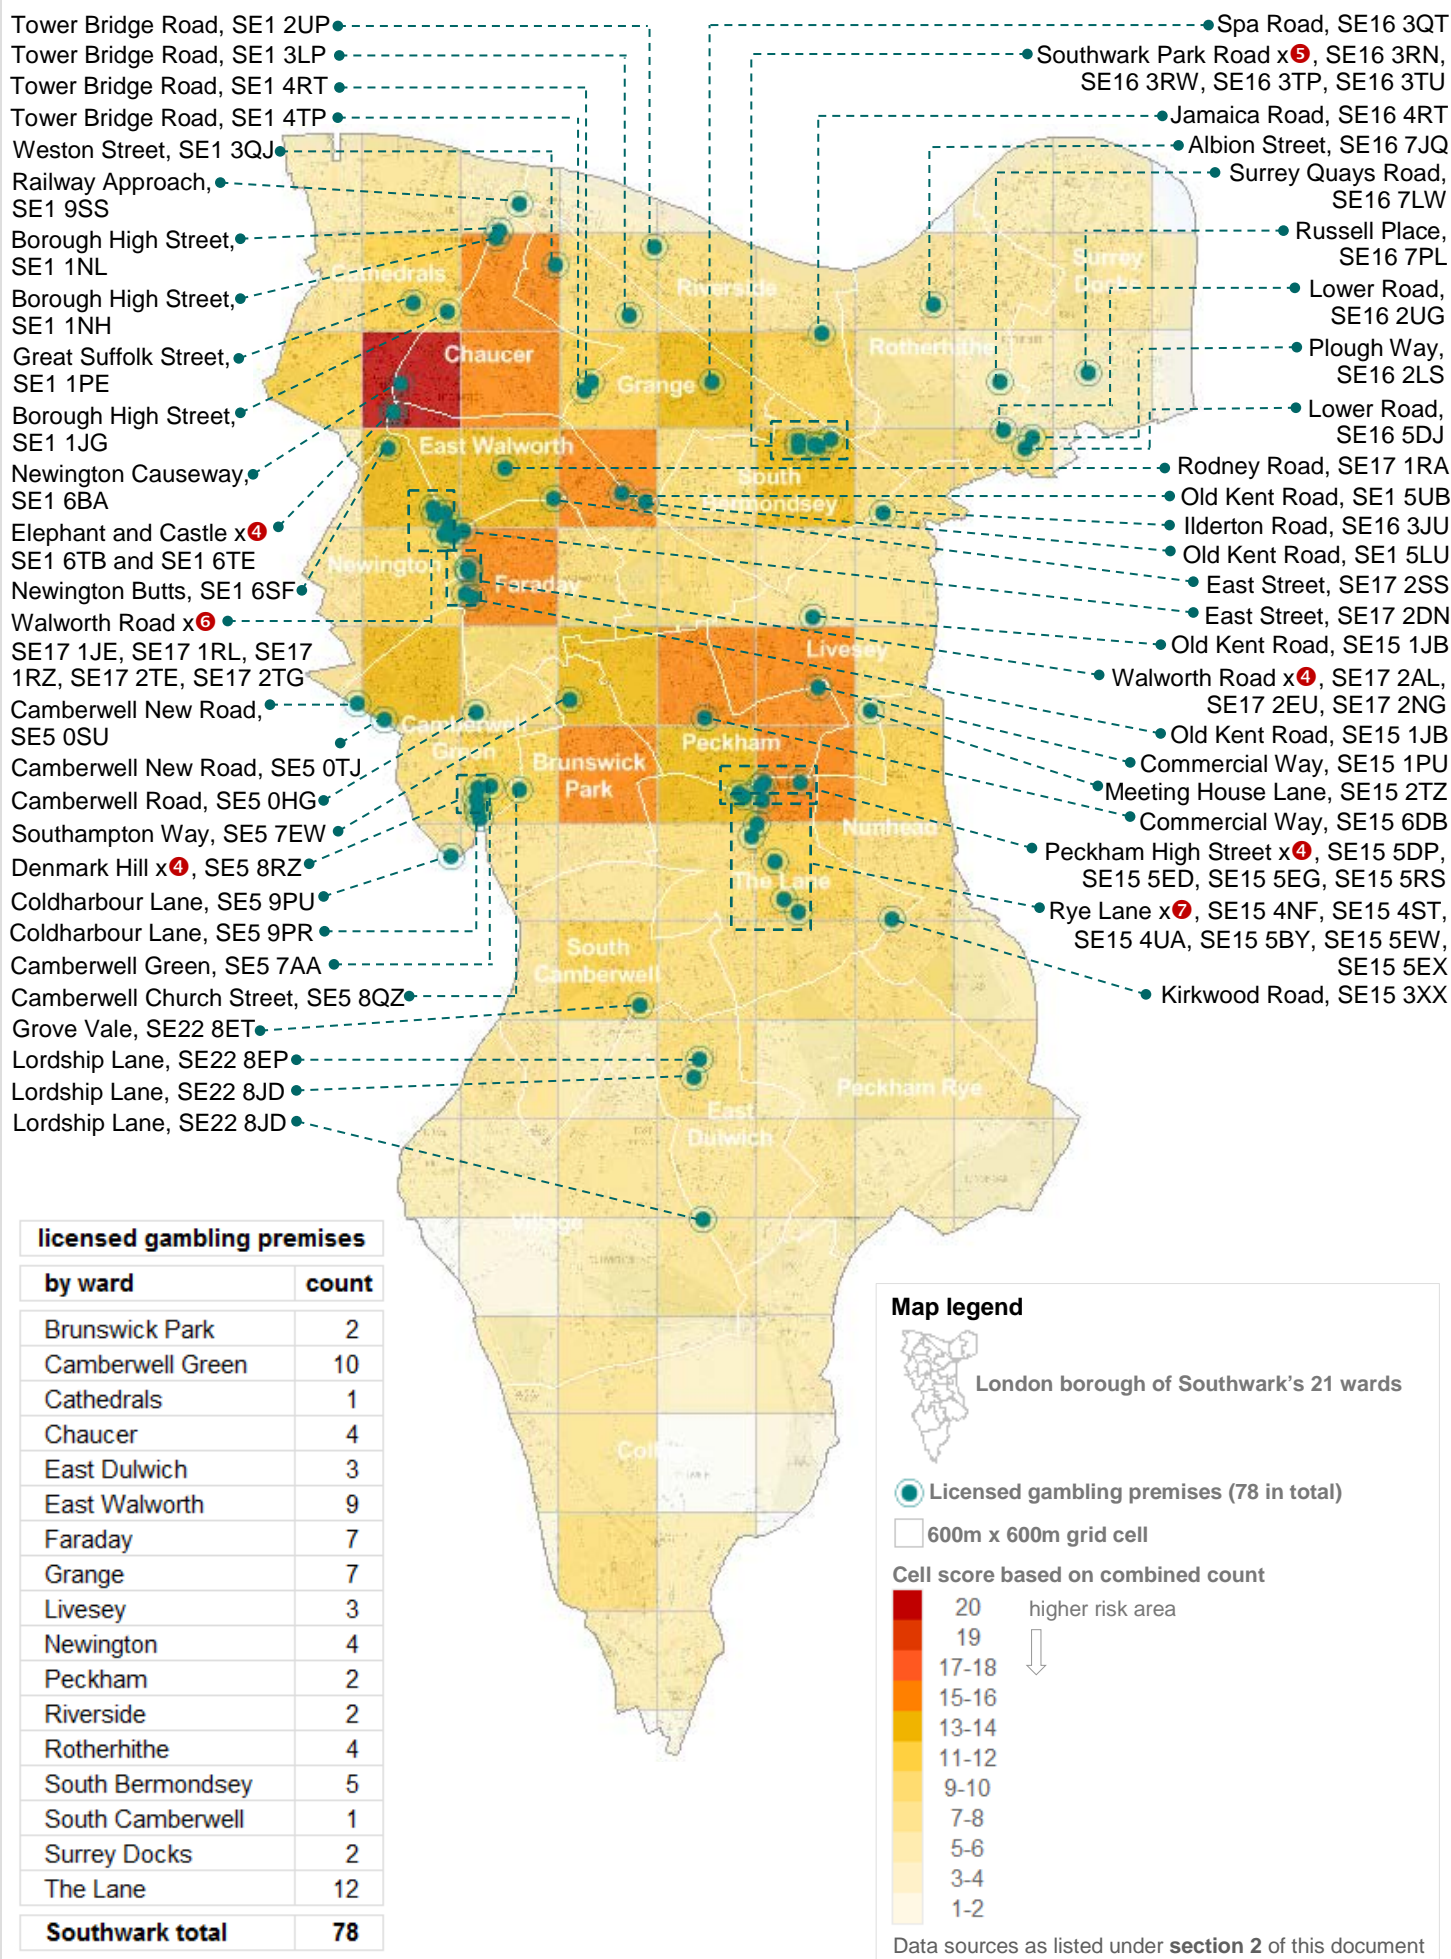 Tower Bridge Road, SE1 2UP
Tower Bridge Road, SE1 3LP
Tower Bridge Road, SE1 4RT
Tower Bridge Road, SE1 4TP
Weston Street, SE1 3QJ
Railway Approach,
SE1 9SS
Borough High Street,
SE1 1NL
Borough High Street,
SE1 1NH
Great Suffolk Street,
SE1 1PE
Borough High Street,
SE1 1JG
Newington Causeway,
SE1 6BA
Elephant and Castle x4
SE1 6TB and SE1 6TE
Newington Butts, SE1 6SF
Walworth Road x6
SE17 1JE, SE17 1RL, SE17
1RZ, SE17 2TE, SE17 2TG
Camberwell New Road,
SE5 0SU
Camberwell New Road, SE5 0TJ
Camberwell Road, SE5 0HG
Southampton Way, SE5 7EW
Denmark Hill x4, SE5 8RZ
Coldharbour Lane, SE5 9PU
Coldharbour Lane, SE5 9PR
Camberwell Green, SE5 7AA
Camberwell Church Street, SE5 8QZ
Grove Vale, SE22 8ET
Lordship Lane, SE22 8EP
Lordship Lane, SE22 8JD
Lordship Lane, SE22 8JD
Spa Road, SE16 3QT
Southwark Park Road x5, SE16 3RN,
SE16 3RW, SE16 3TP, SE16 3TU
Jamaica Road, SE16 4RT
Albion Street, SE16 7JQ
Surrey Quays Road,
SE16 7LW
Russell Place,
SE16 7PL
Lower Road,
SE16 2UG
Plough Way,
SE16 2LS
Lower Road,
SE16 5DJ
Rodney Road, SE17 1RA
Old Kent Road, SE1 5UB
Ilderton Road, SE16 3JU
Old Kent Road, SE1 5LU
East Street, SE17 2SS
East Street, SE17 2DN
Old Kent Road, SE15 1JB
Walworth Road x4, SE17 2AL,
SE17 2EU, SE17 2NG
Old Kent Road, SE15 1JB
Commercial Way, SE15 1PU
Meeting House Lane, SE15 2TZ
Commercial Way, SE15 6DB
Peckham High Street x4, SE15 5DP,
SE15 5ED, SE15 5EG, SE15 5RS
Rye Lane x7, SE15 4NF, SE15 4ST,
SE15 4UA, SE15 5BY, SE15 5EW,
SE15 5EX
Kirkwood Road, SE15 3XX
Cathedrals
Riverside
Surrey
Docks
Chaucer
Rotherhithe
Grange
East Walworth
South
Bermondsey
Newington
Faraday
Livesey
Camberwell
Green
Peckham
Brunswick
Park
Nunhead
The Lane
South
Camberwell
Peckham Rye
East
Dulwich
Village
College
licensed gambling premises
by ward count
Brunswick Park 2
Camberwell Green 10
Cathedrals 1
Chaucer 4
East Dulwich 3
East Walworth 9
Faraday 7
Grange 7
Livesey 3
Newington 4
Peckham 2
Riverside 2
Rotherhithe 4
South Bermondsey 5
South Camberwell 1
Surrey Docks 2
The Lane 12
Southwark total 78
Map legend
London borough of Southwark's 21 wards
Licensed gambling premises (78 in total)
600m x 600m grid cell
Cell score based on combined count
20 higher risk area
19
17-18
15-16
13-14
11-12
9-10
7-8
5-6
3-4
1-2
Data sources as listed under section 2 of this document